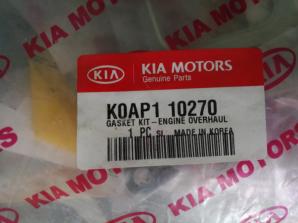 KIA MOTORS
KIA
KIA MOTORS
Genuine Parts
K0AP1 10270
GASKET KIT-ENGINE OVERHAUL
1 PC SL MADE IN KOREA
KIA MOTORS
KIA MOTORS